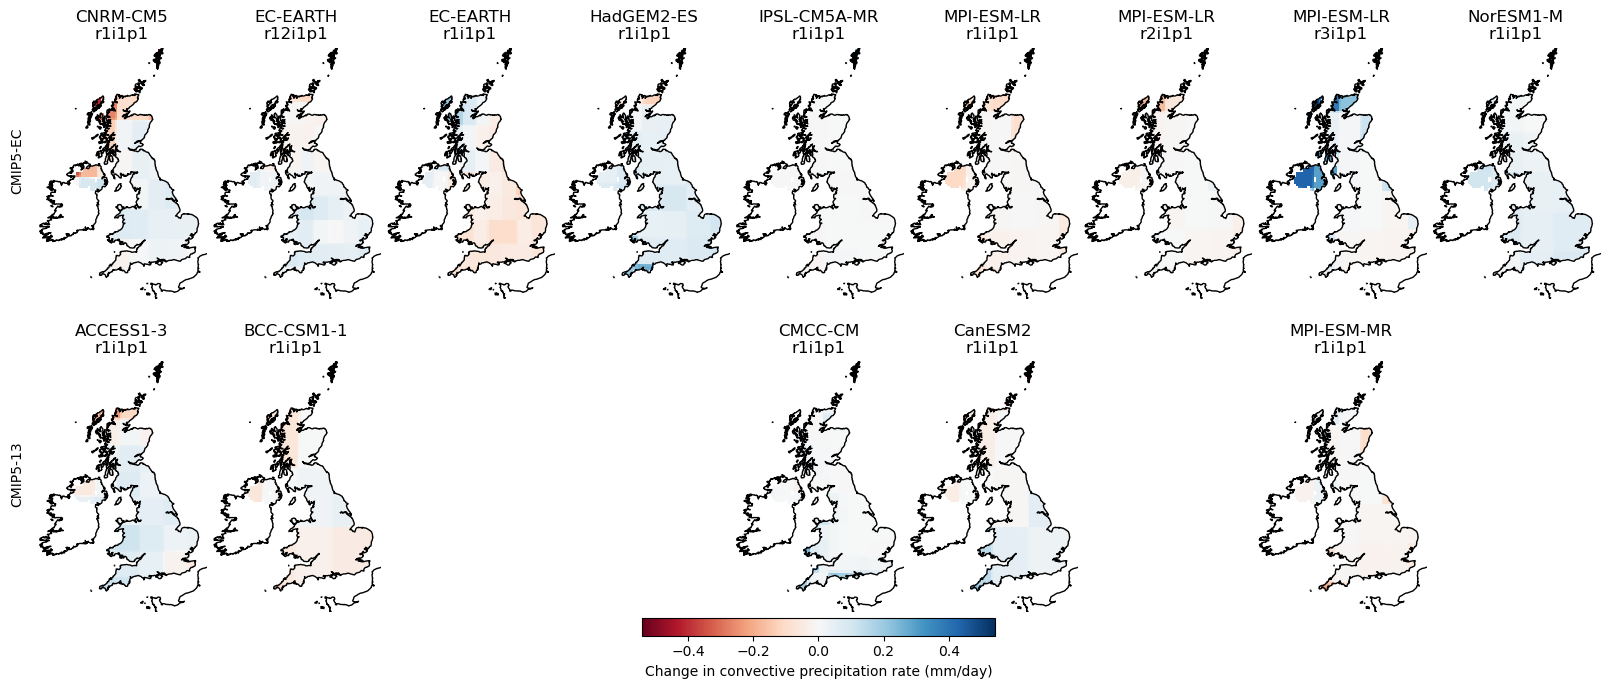 CNRM-CM5
r1i1p1
EC-EARTH
r12i1p1
EC-EARTH
r1i1p1
HadGEM2-ES
r1i1p1
IPSL-CM5A-MR
r1i1p1
MPI-ESM-LR
r1i1p1
MPI-ESM-LR
r2i1p1
MPI-ESM-LR
r3i1p1
NorESM1-M
r1i1p1
CMIP5-EC
ACCESS1-3
r1i1p1
BCC-CSM1-1
r1i1p1
CMCC-CM
r1i1p1
CanESM2
r1i1p1
MPI-ESM-MR
r1i1p1
CMIP5-13
−0.4 −0.2 0.0 0.2 0.4
Change in convective precipitation rate (mm/day)